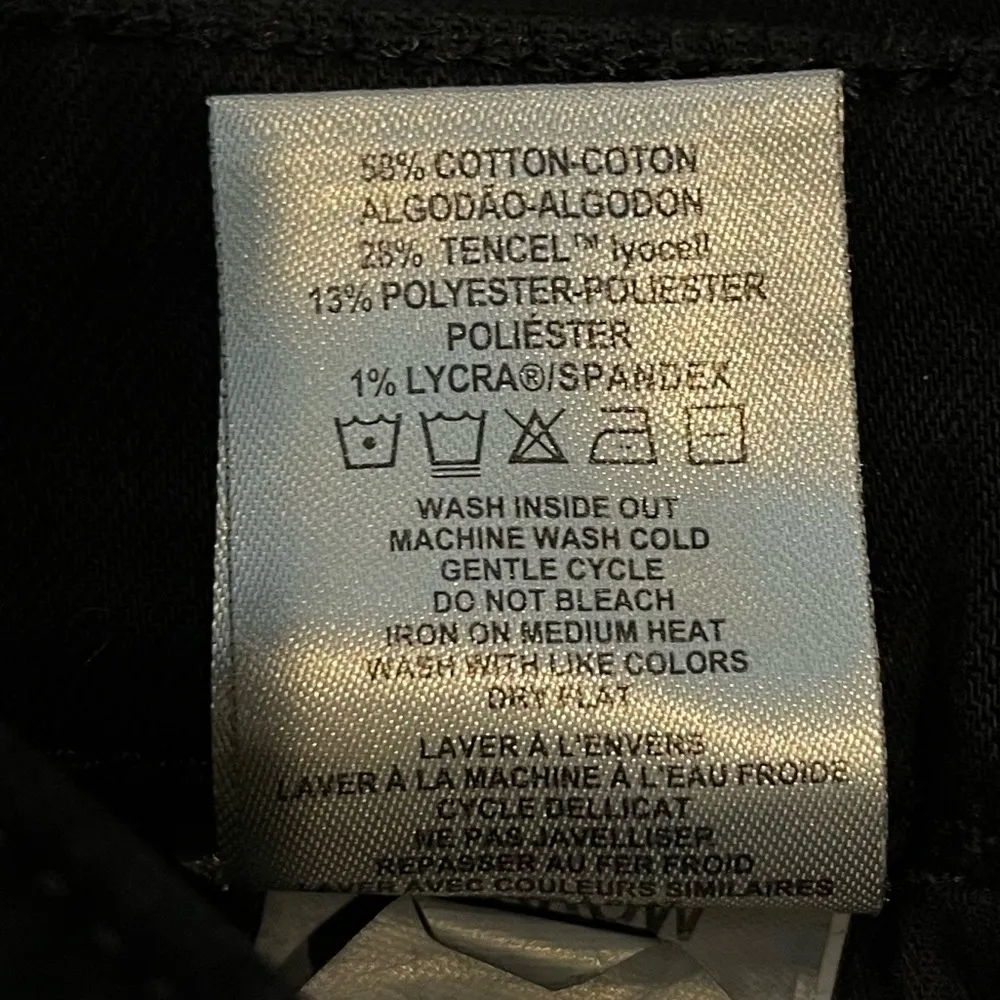 58% COTTON-COTON
ALGODÃO-ALGODON
28% TENCEL™ lyocell
13% POLYESTER-POLIESTER
POLIÉSTER
1% LYCRA®/SPANDEX
WASH INSIDE OUT
MACHINE WASH COLD
GENTLE CYCLE
DO NOT BLEACH
IRON ON MEDIUM HEAT
WASH WITH LIKE COLORS
DRY FLAT
LAVER À L'ENVERS
LAVER À LA MACHINE À L'EAU FROIDE
CYCLE DELLICAT
NE PAS JAVELLISER
REPASSER AU FER FROID
LAVER AVEC COULEURS SIMILAIRES